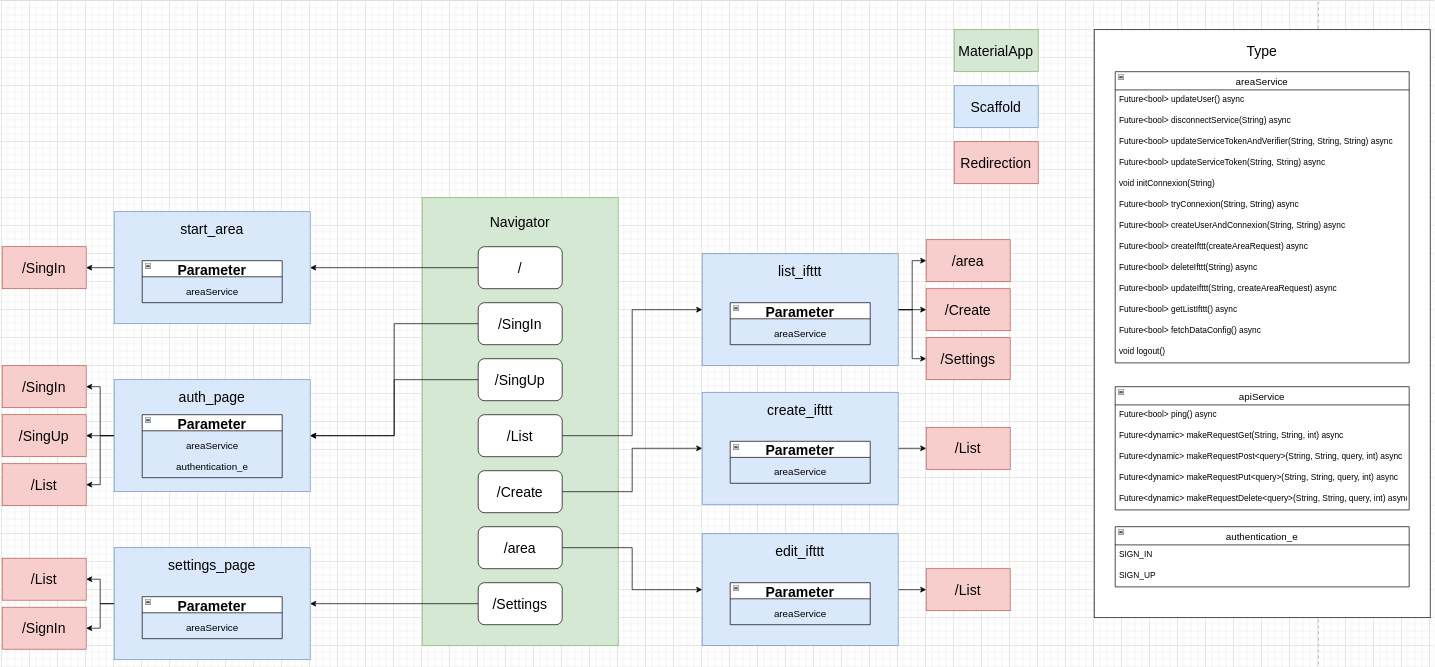 MaterialApp
Scaffold
Redirection
start_area
Parameter
areaService
/SingIn
auth_page
Parameter
areaService
authentication_e
/SingIn
/SingUp
/List
settings_page
Parameter
areaService
/List
/SignIn
Navigator
/
/SingIn
/SingUp
/List
/Create
/area
/Settings
list_ifttt
Parameter
areaService
/area
/Create
/Settings
create_ifttt
Parameter
areaService
/List
edit_ifttt
Parameter
areaService
/List
Type
areaService
Future<bool> updateUser() async
Future<bool> disconnectService(String) async
Future<bool> updateServiceTokenAndVerifier(String, String, String) async
Future<bool> updateServiceToken(String, String) async
void initConnexion(String)
Future<bool> tryConnexion(String, String) async
Future<bool> createUserAndConnexion(String, String) async
Future<bool> createIfttt(createAreaRequest) async
Future<bool> deleteIfttt(String) async
Future<bool> updateIfttt(String, createAreaRequest) async
Future<bool> getListIfttt() async
Future<bool> fetchDataConfig() async
void logout()
apiService
Future<bool> ping() async
Future<dynamic> makeRequestGet(String, String, int) async
Future<dynamic> makeRequestPost<query>(String, String, query, int) async
Future<dynamic> makeRequestPut<query>(String, String, query, int) async
Future<dynamic> makeRequestDelete<query>(String, String, query, int) async
authentication_e
SIGN_IN
SIGN_UP